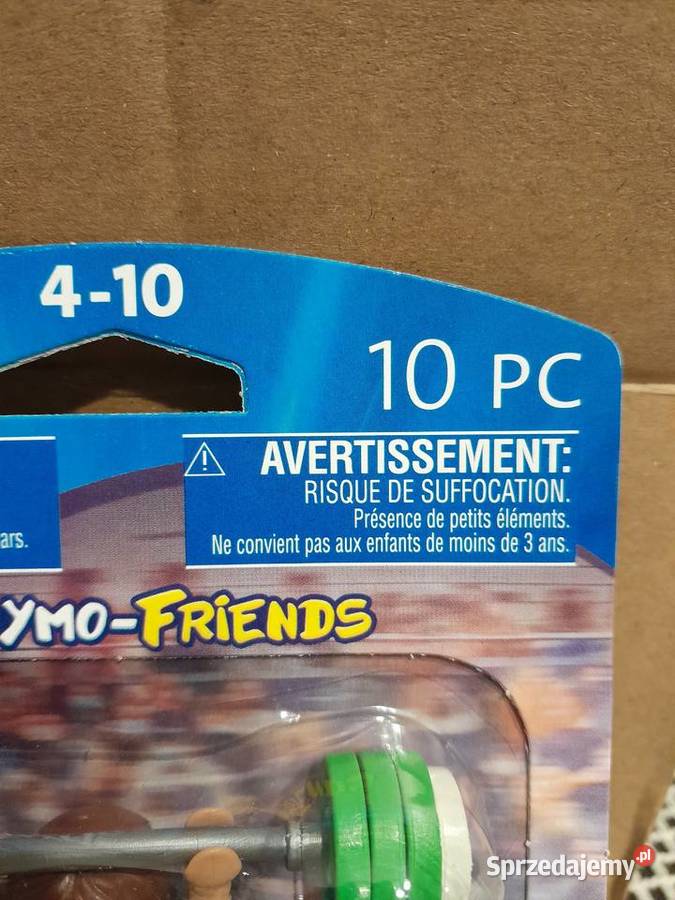 4-10
10 PC
AVERTISSEMENT:
RISQUE DE SUFFOCATION.
Présence de petits éléments.
Ne convient pas aux enfants de moins de 3 ans.
ars.
YMO-FRiENDS
Sprzedajemy.pl